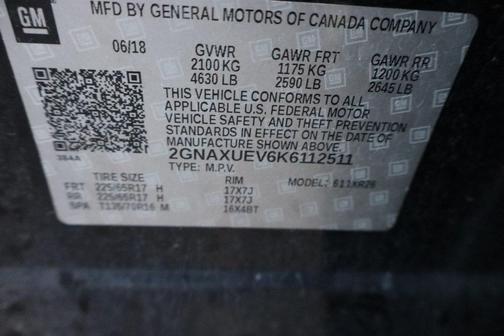 GM
MFD BY GENERAL MOTORS OF CANADA COMPANY
06/18 GVWR GAWR FRT GAWR RR
2100 KG 1175 KG 1200 KG
4630 LB 2590 LB 2645 LB
THIS VEHICLE CONFORMS TO ALL
APPLICABLE U.S. FEDERAL MOTOR
VEHICLE SAFETY AND THEFT PREVENTION
STANDARDS IN EFFECT ON THE DATE OF
MANUFACTURE SHOWN ABOVE.
2GNAXUEV6K6112511
384A TYPE: M.P.V. MODEL: 611XR26
TIRE SIZE RIM
FRT 225/65R17 H 17X7J
RR 225/65R17 H 17X7J
SPA T135/70R16 M 16X4BT